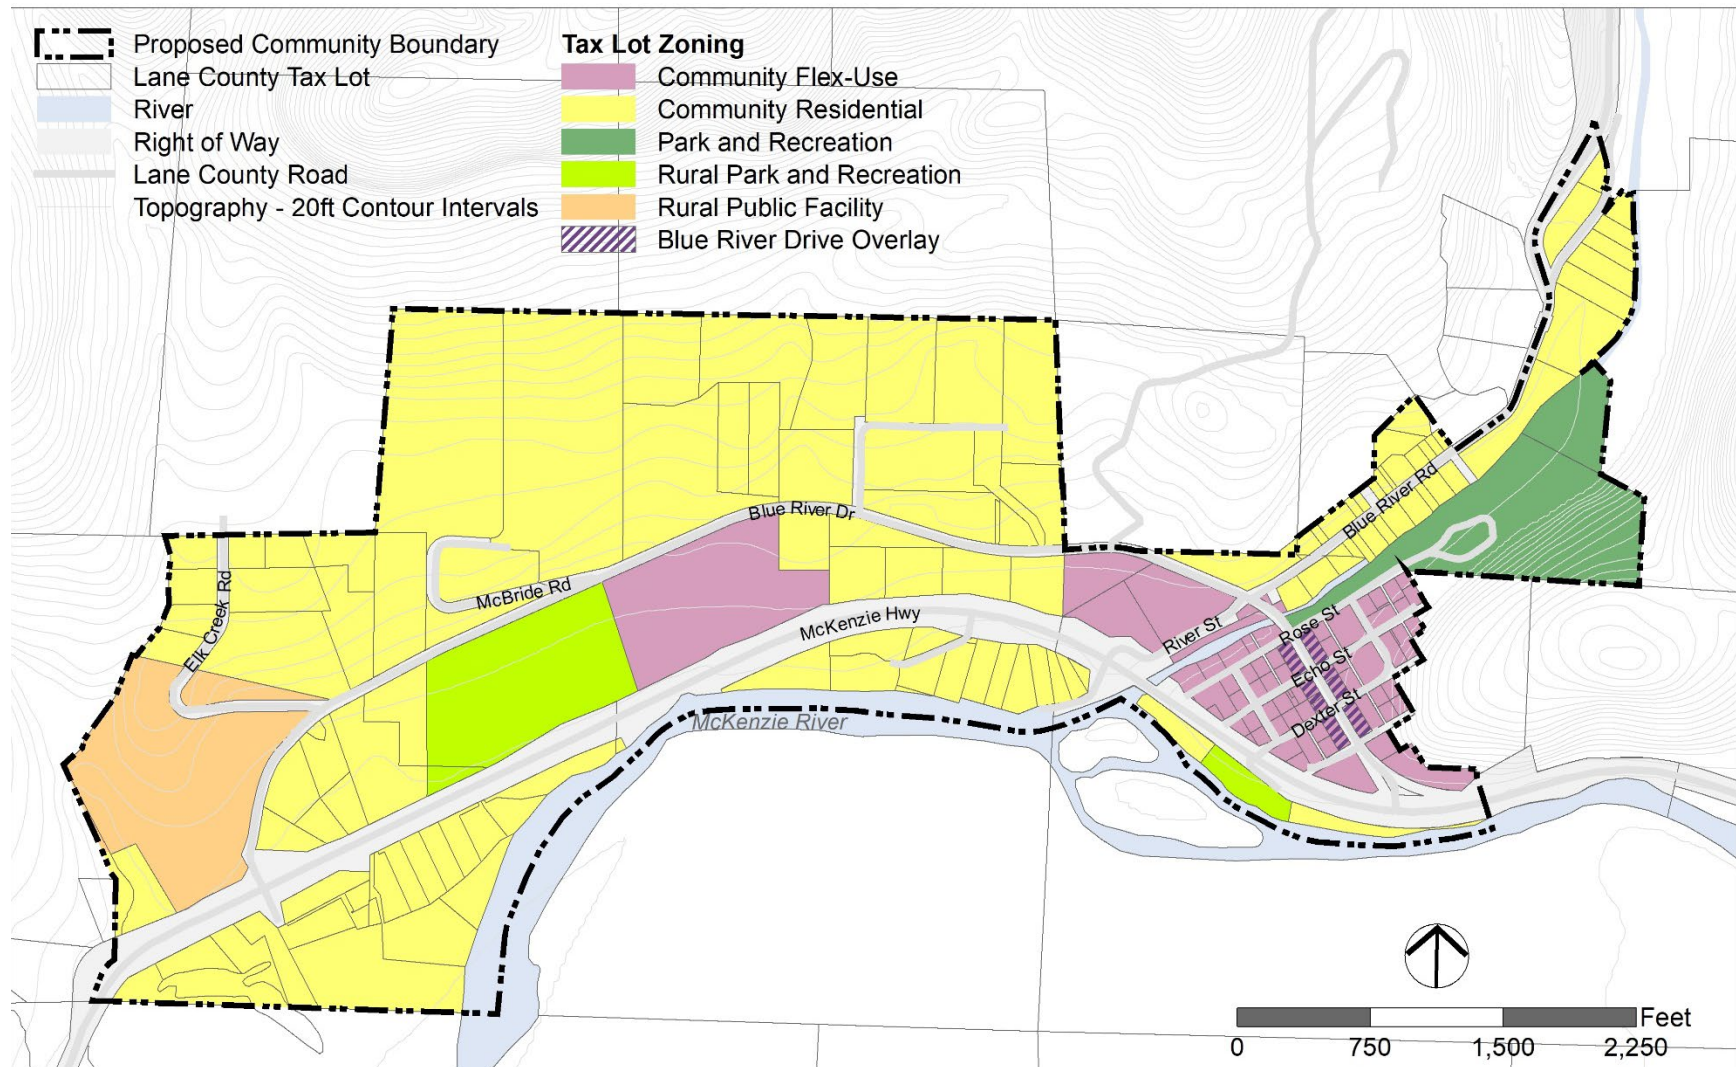 Proposed Community Boundary
Lane County Tax Lot
River
Right of Way
Lane County Road
Topography - 20ft Contour Intervals
Tax Lot Zoning
Community Flex-Use
Community Residential
Park and Recreation
Rural Park and Recreation
Rural Public Facility
Blue River Drive Overlay
Blue River Rd
Blue River Dr
Elk Creek Rd
McBride Rd
McKenzie Hwy
River St
Rose St
Echo St
Dexter St
McKenzie River
Feet
0 750 1,500 2,250